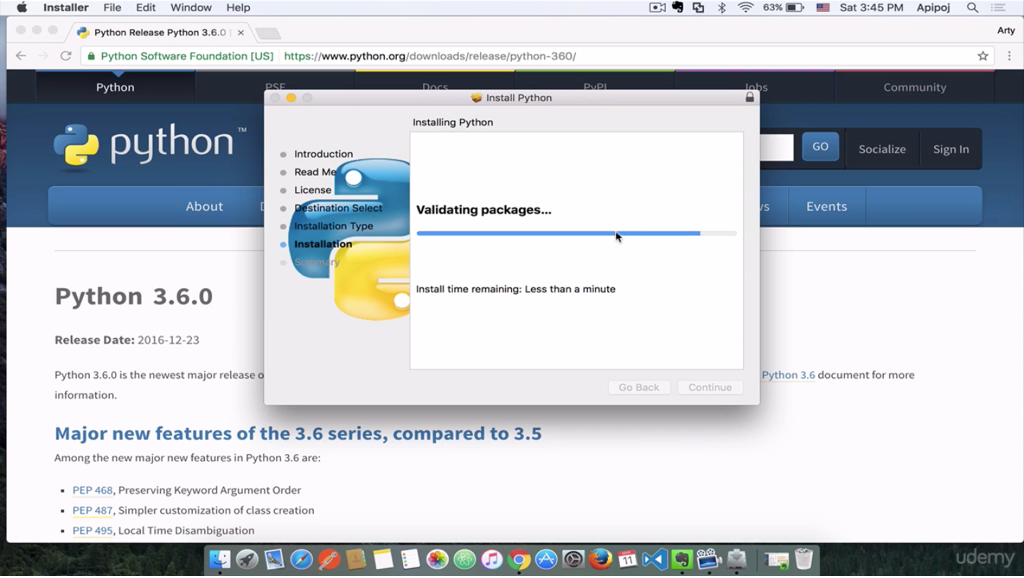 Installer File Edit Window Help 63% Sat 3:45 PM Apipoj
Python Release Python 3.6.0 Arty
Python Software Foundation [US] https://www.python.org/downloads/release/python-360/
Python PSF Docs PyPI Jobs Community
Install Python
Installing Python
python™ GO Socialize Sign In
Introduction
Read Me
License
Destination Select
Installation Type
Installation
Summary
Validating packages...
Install time remaining: Less than a minute
Go Back Continue
About Events
Python 3.6.0
Release Date: 2016-12-23
Python 3.6.0 is the newest major release o Python 3.6 document for more
information.
Major new features of the 3.6 series, compared to 3.5
Among the new major new features in Python 3.6 are:
PEP 468, Preserving Keyword Argument Order
PEP 487, Simpler customization of class creation
PEP 495, Local Time Disambiguation
11
udemy